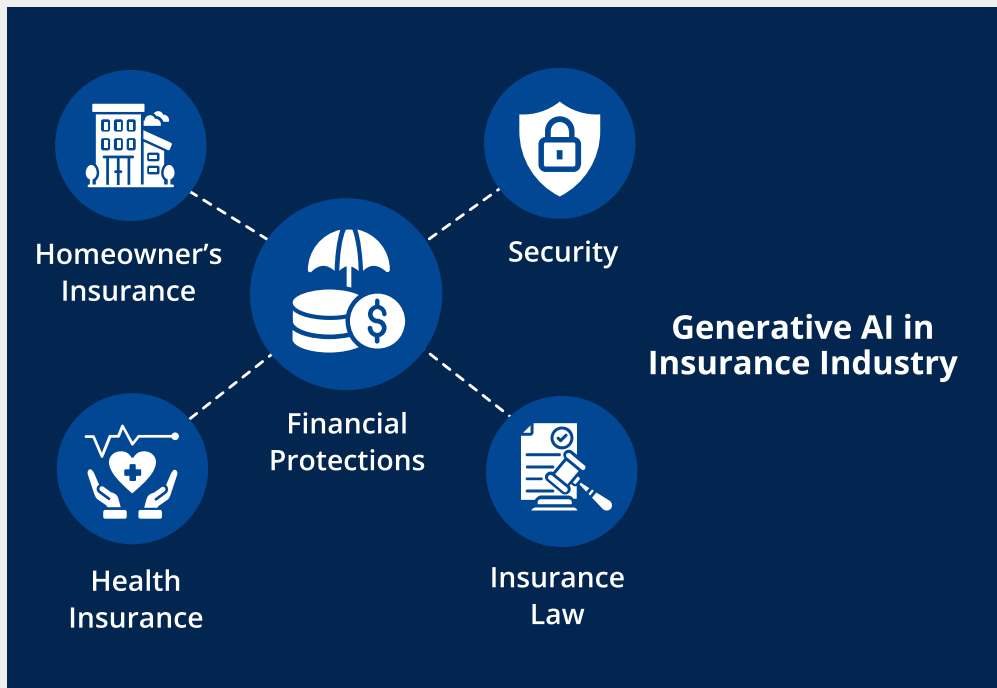 Homeowner’s
Insurance
Security
Generative AI in
Insurance Industry
$
Financial
Protections
Health
Insurance
Insurance
Law